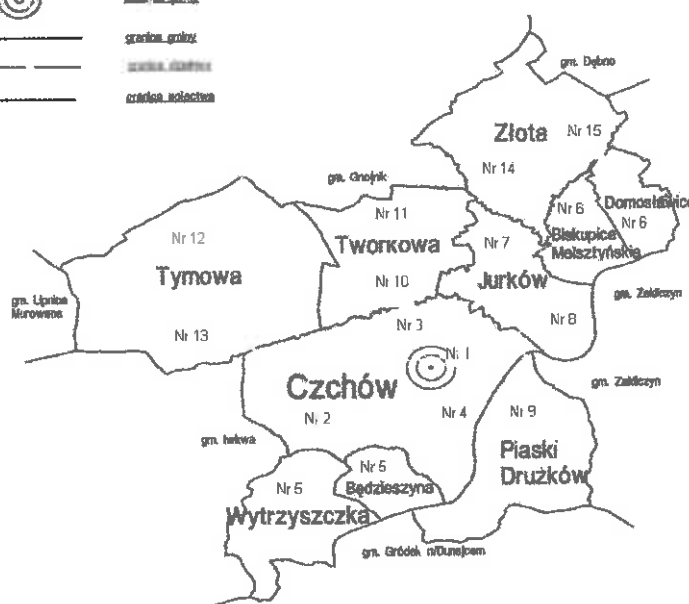 granica gminy
granica sołectwa
gm. Dębno
Złota
Nr 15
Nr 14
gm. Gnojnik
Nr 11
Tworkowa
Nr 10
Nr 12
Tymowa
Nr 13
gm. Lipnica
Murowana
Nr 7
Jurków
Nr 8
Nr 6
Biskupice
Melsztyńskie
Domosławice
Nr 6
gm. Zakliczyn
Nr 3
Nr 1
Czchów
Nr 2
Nr 4
gm. Zakliczyn
Nr 9
Piaski
Drużków
gm. Iwkowa
Nr 5
Wytrzyszczka
Nr 5
Będzieszyna
gm. Gródek n/Dunajcem